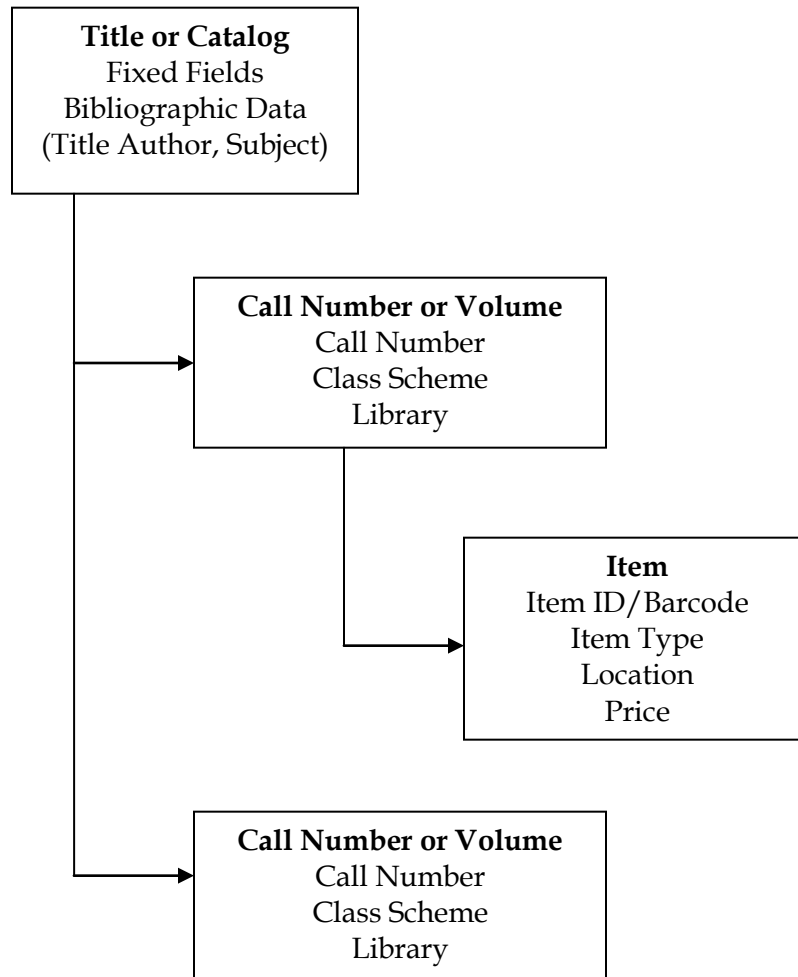 Title or Catalog
Fixed Fields
Bibliographic Data
(Title Author, Subject)
Call Number or Volume
Call Number
Class Scheme
Library
Item
Item ID/Barcode
Item Type
Location
Price
Call Number or Volume
Call Number
Class Scheme
Library